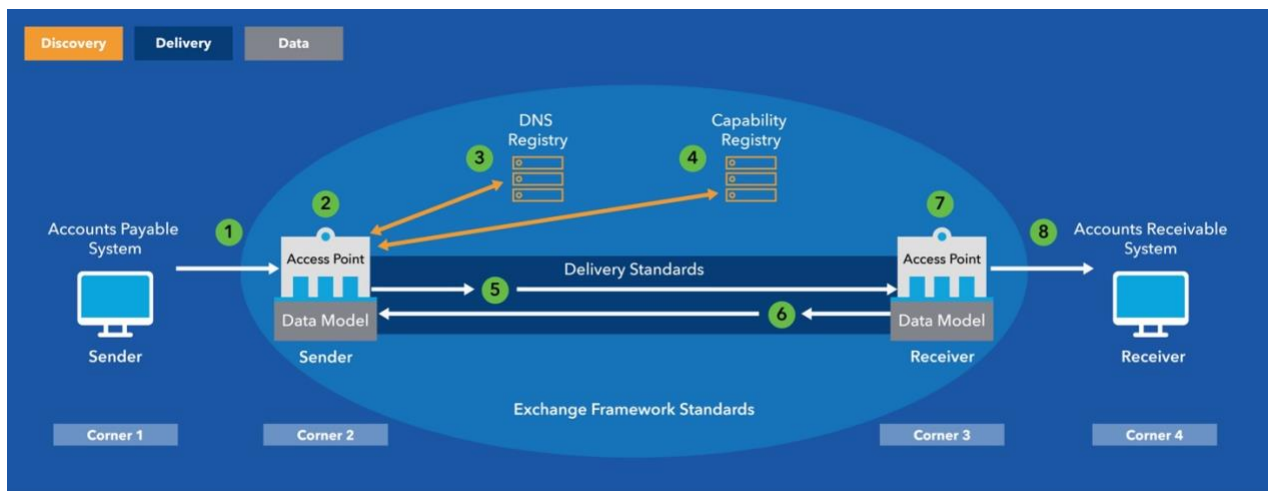 Discovery
Delivery
Data
DNS
Registry
3
Capability
Registry
4
Accounts Payable
System
1
2
7
8
Accounts Receivable
System
Access Point
Delivery Standards
Access Point
5
Data Model
6
Data Model
Sender
Sender
Receiver
Receiver
Exchange Framework Standards
Corner 1
Corner 2
Corner 3
Corner 4